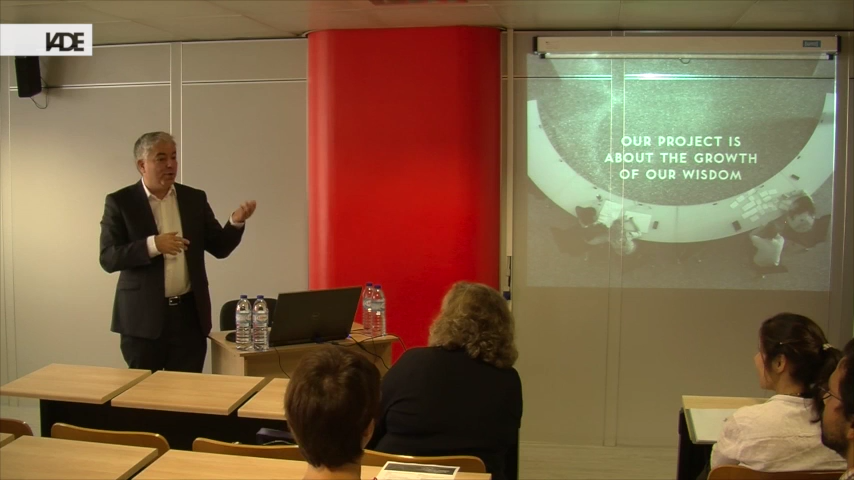 IADE
OUR PROJECT IS
ABOUT THE GROWTH
OF OUR WISDOM